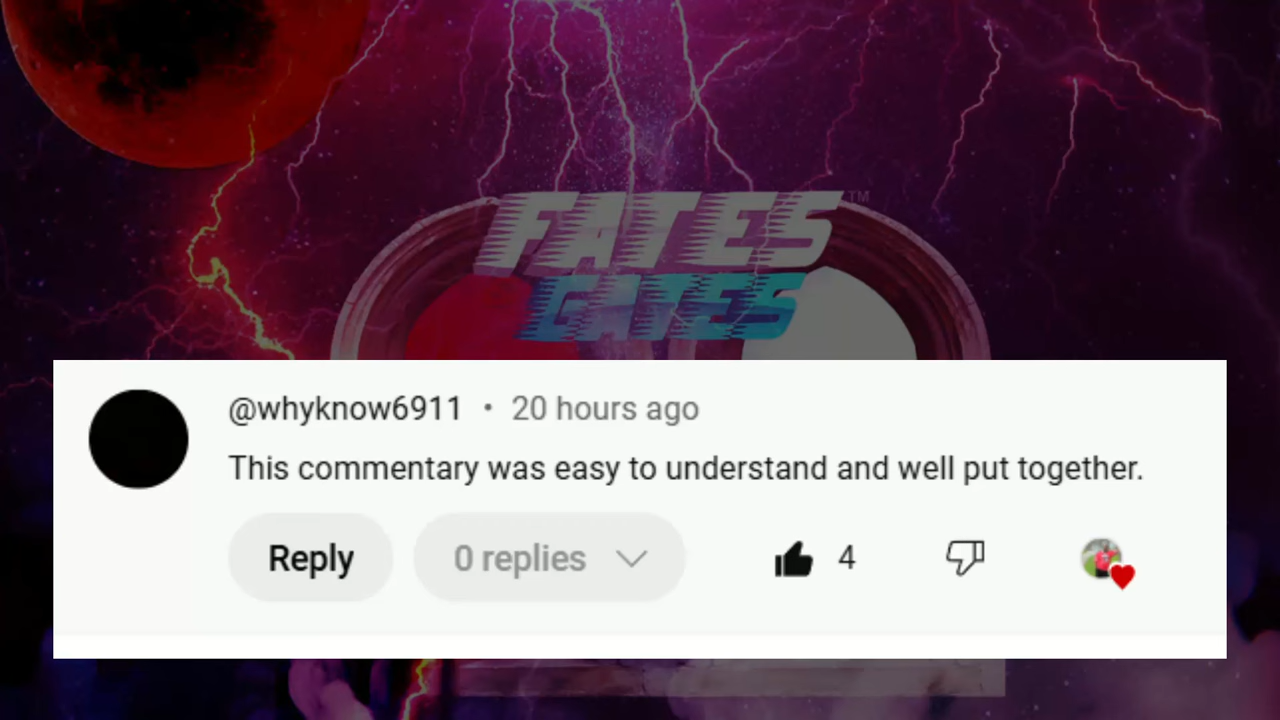 FATES™
GATES
@whyknow6911 • 20 hours ago
This commentary was easy to understand and well put together.
Reply 0 replies 4